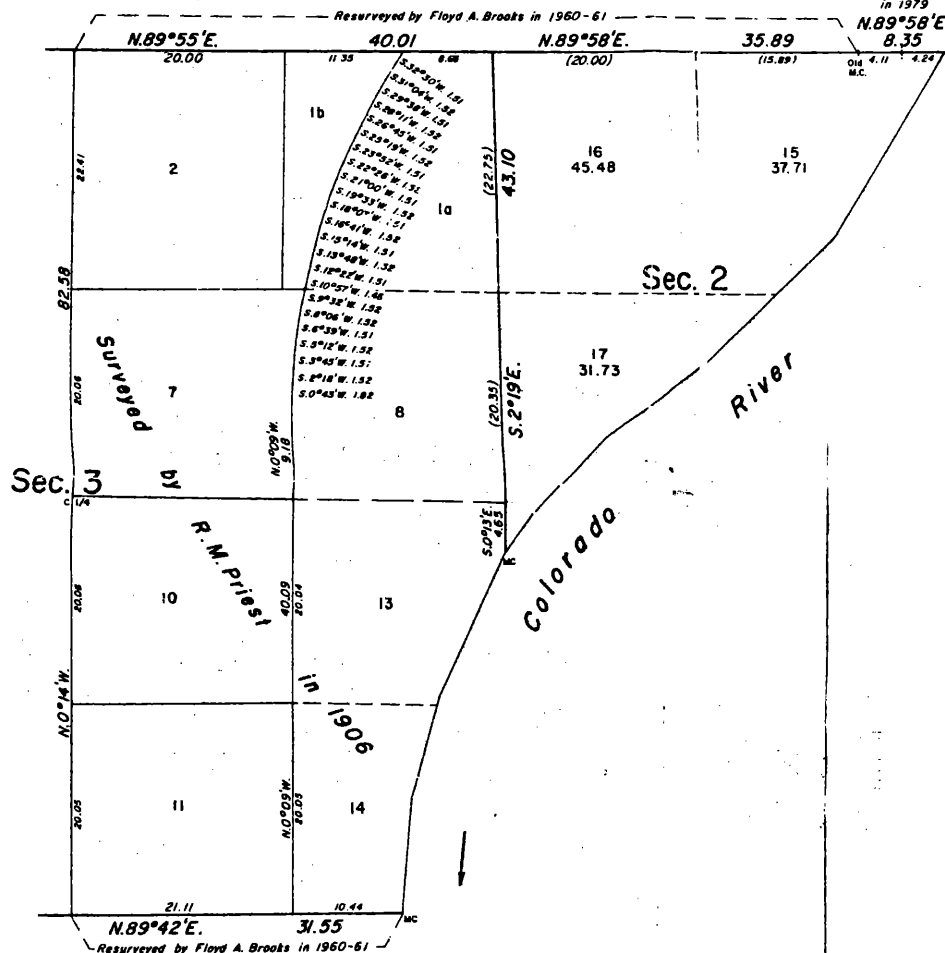 in 1979
Resurveyed by Floyd A. Brooks in 1960-61
N.89°55'E. 40.01 N.89°58'E. 35.89 N.89°58'E. 8.35
20.00 11.35 8.66 (20.00) (15.89) Old M.C. 4.11 4.24
S.32°30'W. 1.51
S.31°04'W. 1.52
S.29°38'W. 1.51
S.28°11'W. 1.52
S.26°45'W. 1.51
S.25°19'W. 1.52
S.23°52'W. 1.51
S.22°26'W. 1.52
S.21°00'W. 1.51
S.19°33'W. 1.52
S.18°07'W. 1.51
S.16°41'W. 1.52
S.15°14'W. 1.51
S.13°48'W. 1.52
S.12°22'W. 1.51
S.10°57'W. 1.46
S.9°32'W. 1.52
S.8°06'W. 1.52
S.6°39'W. 1.51
S.5°12'W. 1.52
S.3°45'W. 1.51
S.2°18'W. 1.52
S.0°43'W. 1.82
1b
2
22.41
1a
(22.75)
43.10
16
45.48
15
37.71
82.58
Sec. 2
20.06
7
8
N.0°09'W.
9.18
(20.35)
S.2°19'E.
17
31.73
Sec. 3
C 1/4
Surveyed
by
R.M. Priest
in 1906
S.0°13'E.
4.65
MC
Colorado
River
20.06
10
40.09
20.04
13
N.0°14'W.
20.05
11
N.0°09'W.
20.05
14
21.11 10.44 MC
N.89°42'E. 31.55
Resurveyed by Floyd A. Brooks in 1960-61